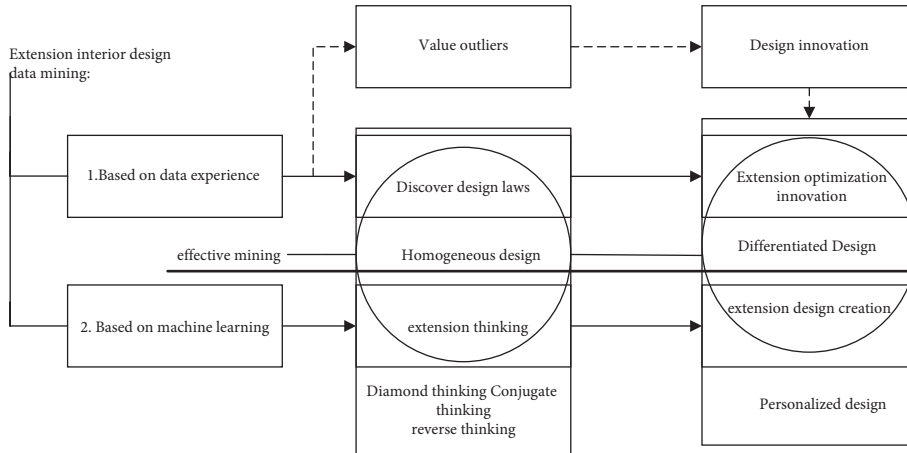 Extension interior design
data mining:
Value outliers
Design innovation
1.Based on data experience
Discover design laws
Extension optimization
innovation
effective mining
Homogeneous design
Differentiated Design
2. Based on machine learning
extension thinking
extension design creation
Diamond thinking Conjugate
thinking
reverse thinking
Personalized design